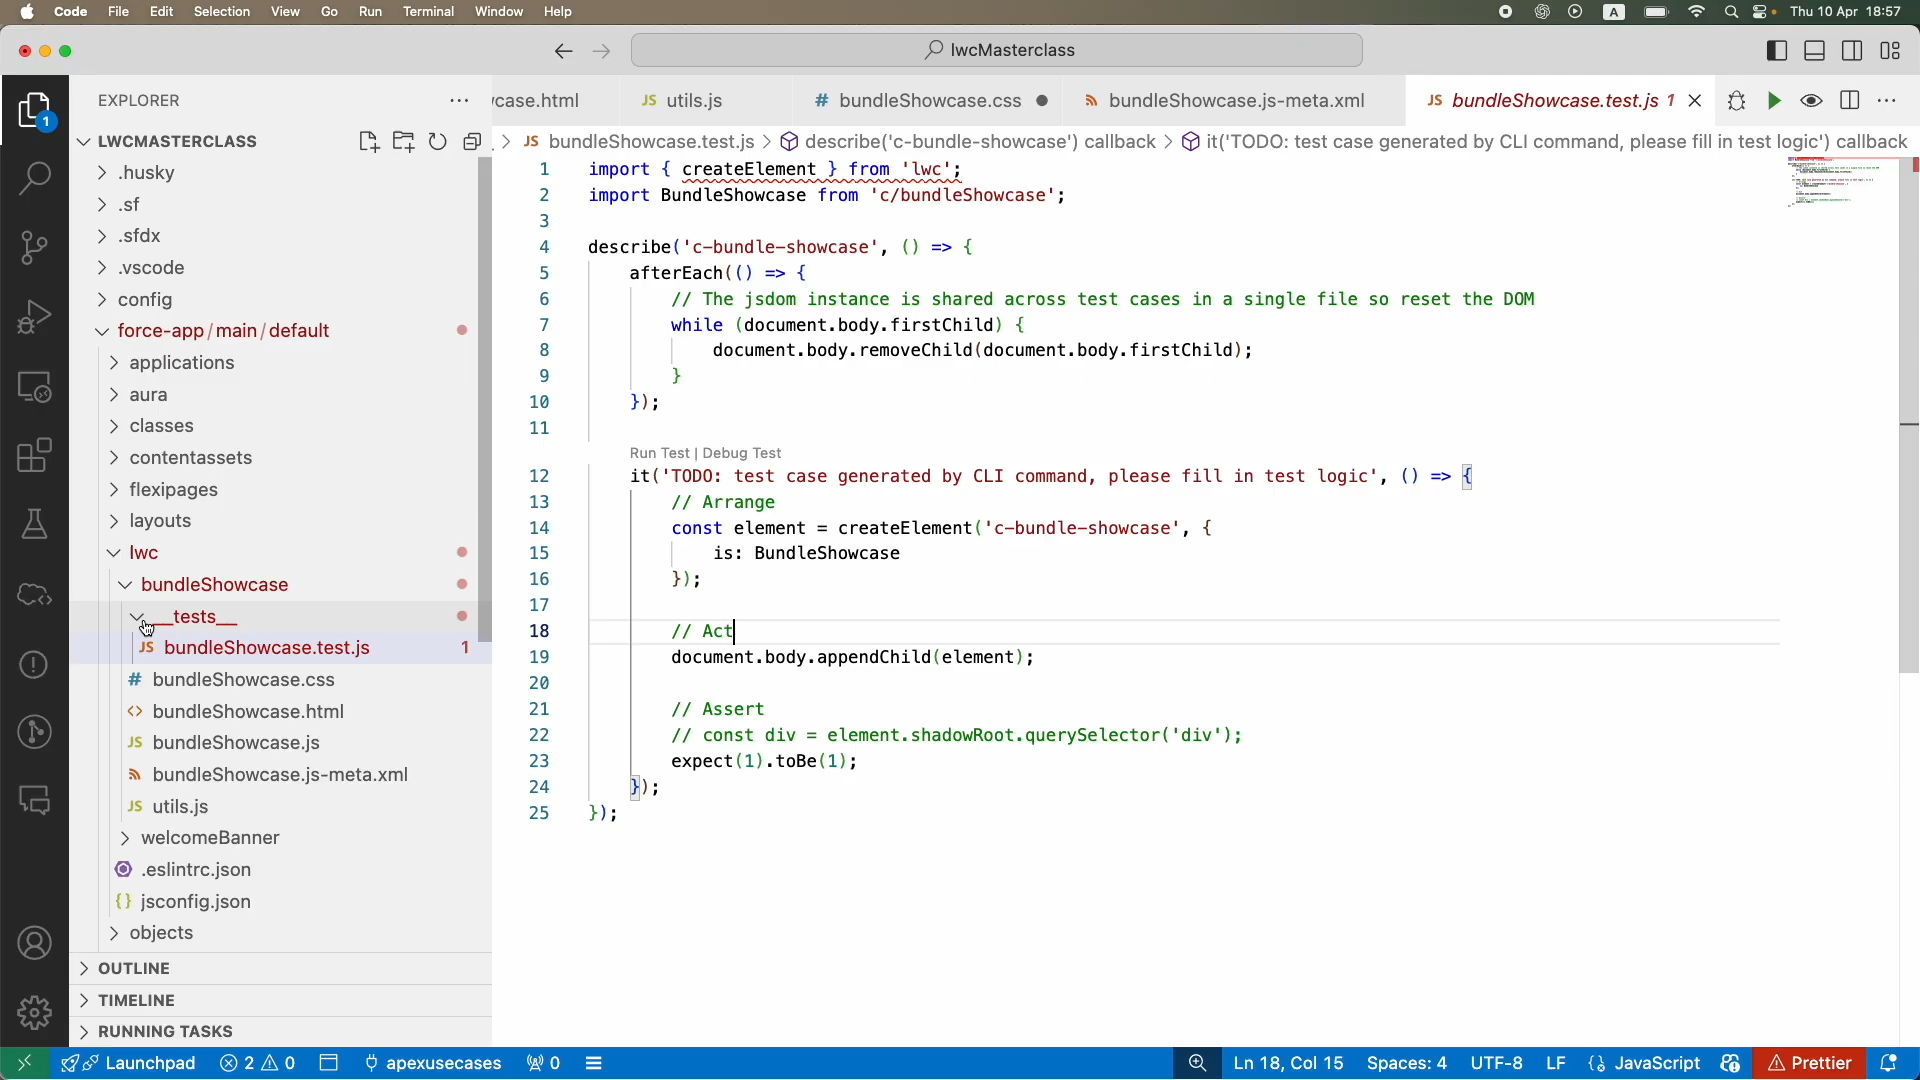 Code File Edit Selection View Go Run Terminal Window Help A Thu 10 Apr 18:57
lwcMasterclass
EXPLORER
vcase.html
JS utils.js
# bundleShowcase.css
bundleShowcase.js-meta.xml
JS bundleShowcase.test.js 1
1
LWCMASTERCLASS
JS bundleShowcase.test.js > describe('c-bundle-showcase') callback > it('TODO: test case generated by CLI command, please fill in test logic') callback
.husky
.sf
.sfdx
.vscode
config
force-app / main / default
applications
aura
classes
contentassets
flexipages
layouts
lwc
bundleShowcase
__tests__
JS bundleShowcase.test.js 1
# bundleShowcase.css
<> bundleShowcase.html
JS bundleShowcase.js
bundleShowcase.js-meta.xml
JS utils.js
welcomeBanner
.eslintrc.json
{} jsconfig.json
objects
OUTLINE
TIMELINE
RUNNING TASKS
1 import { createElement } from 'lwc';
2 import BundleShowcase from 'c/bundleShowcase';
3
4 describe('c-bundle-showcase', () => {
5 afterEach(() => {
6 // The jsdom instance is shared across test cases in a single file so reset the DOM
7 while (document.body.firstChild) {
8 document.body.removeChild(document.body.firstChild);
9 }
10 });
11
Run Test | Debug Test
12 it('TODO: test case generated by CLI command, please fill in test logic', () => {
13 // Arrange
14 const element = createElement('c-bundle-showcase', {
15 is: BundleShowcase
16 });
17
18 // Act
19 document.body.appendChild(element);
20
21 // Assert
22 // const div = element.shadowRoot.querySelector('div');
23 expect(1).toBe(1);
24 });
25 });
Launchpad 2 0 apexusecases 0 Ln 18, Col 15 Spaces: 4 UTF-8 LF {} JavaScript Prettier